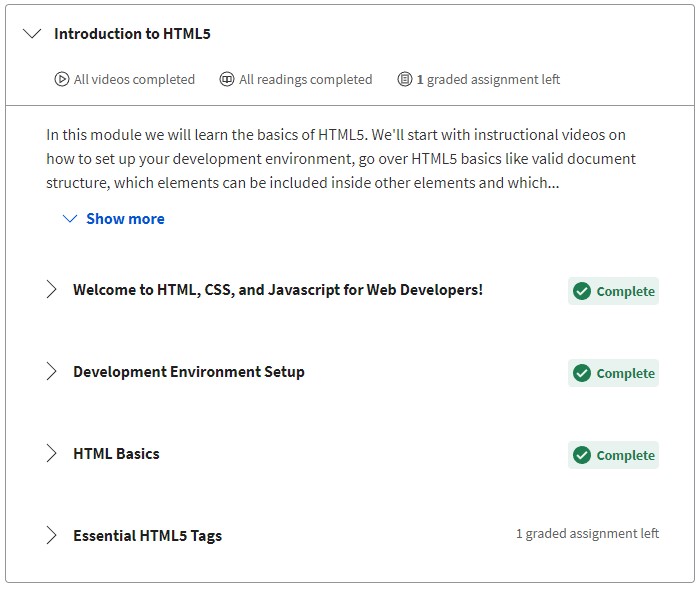 Introduction to HTML5
All videos completed All readings completed 1 graded assignment left
In this module we will learn the basics of HTML5. We'll start with instructional videos on
how to set up your development environment, go over HTML5 basics like valid document
structure, which elements can be included inside other elements and which...
Show more
Welcome to HTML, CSS, and Javascript for Web Developers! Complete
Development Environment Setup Complete
HTML Basics Complete
Essential HTML5 Tags 1 graded assignment left